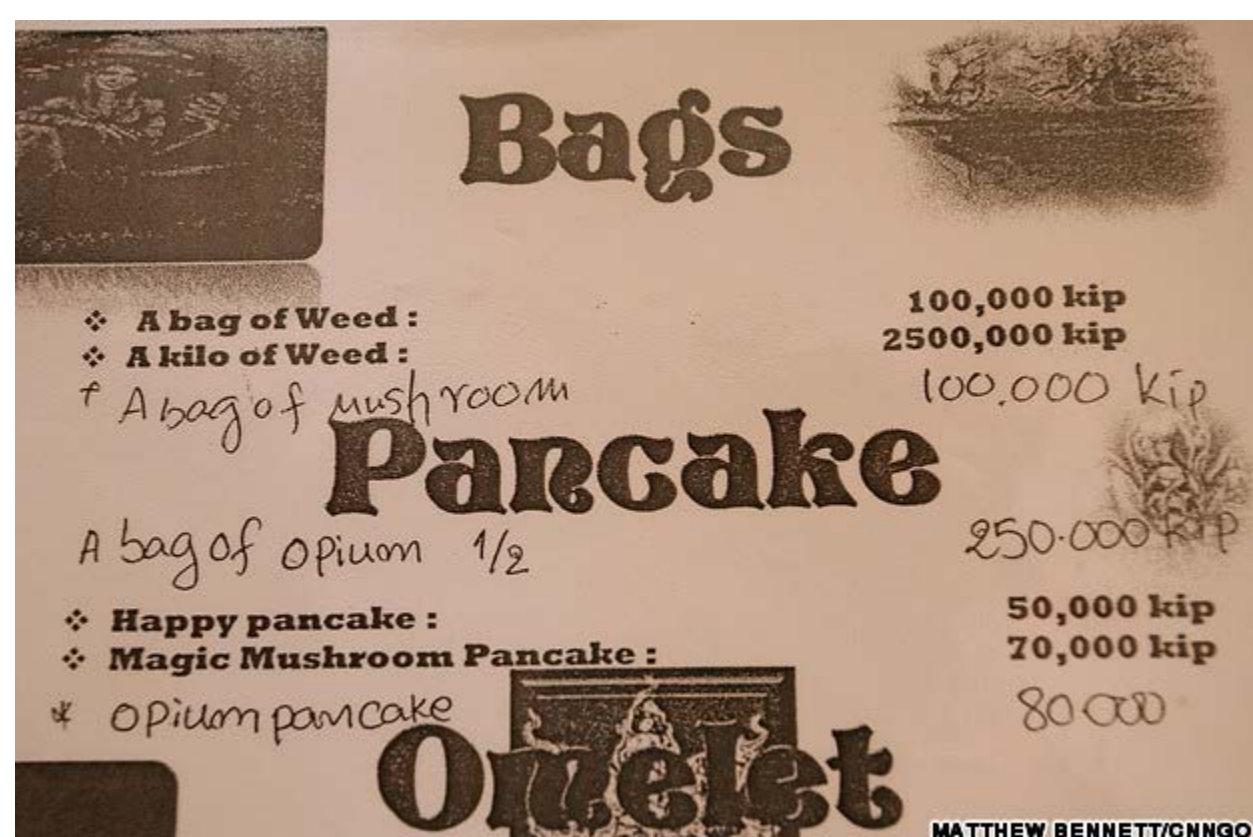 Bags
❖ A bag of Weed : 100,000 kip
❖ A kilo of Weed : 2500,000 kip
+ A bag of mushroom 100.000 kip
Pancake
A bag of opium 1/2 250.000 kip
❖ Happy pancake : 50,000 kip
❖ Magic Mushroom Pancake : 70,000 kip
* opium pancake 80 000
Omelet
MATTHEW BENNETT/CNNGO